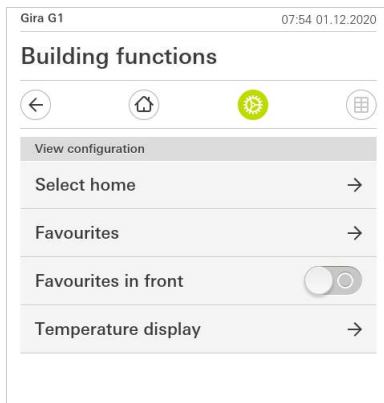 Gira G1
07:54 01.12.2020
Building functions
View configuration
Select home
Favourites
Favourites in front
Temperature display